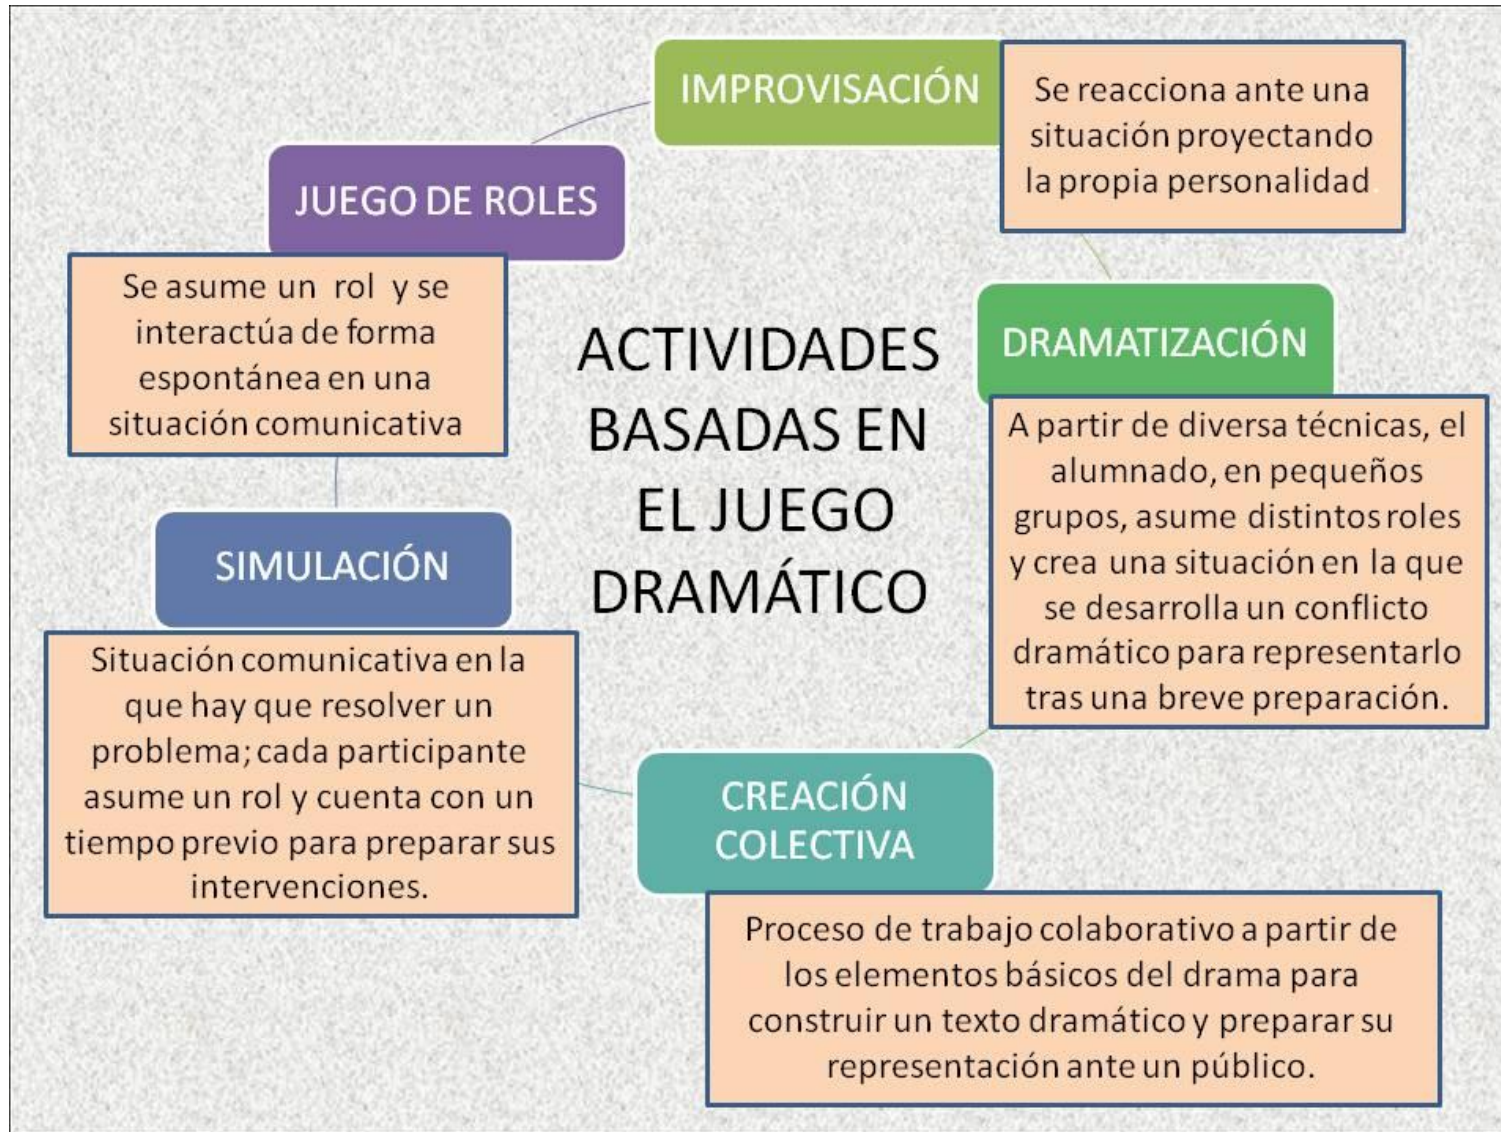 IMPROVISACIÓN
Se reacciona ante una
situación proyectando
la propia personalidad.
JUEGO DE ROLES
Se asume un rol y se
interactúa de forma
espontánea en una
situación comunicativa
ACTIVIDADES
BASADAS EN
EL JUEGO
DRAMÁTICO
DRAMATIZACIÓN
A partir de diversa técnicas, el
alumnado, en pequeños
grupos, asume distintos roles
y crea una situación en la que
se desarrolla un conflicto
dramático para representarlo
tras una breve preparación.
SIMULACIÓN
Situación comunicativa en la
que hay que resolver un
problema; cada participante
asume un rol y cuenta con un
tiempo previo para preparar sus
intervenciones.
CREACIÓN
COLECTIVA
Proceso de trabajo colaborativo a partir de
los elementos básicos del drama para
construir un texto dramático y preparar su
representación ante un público.